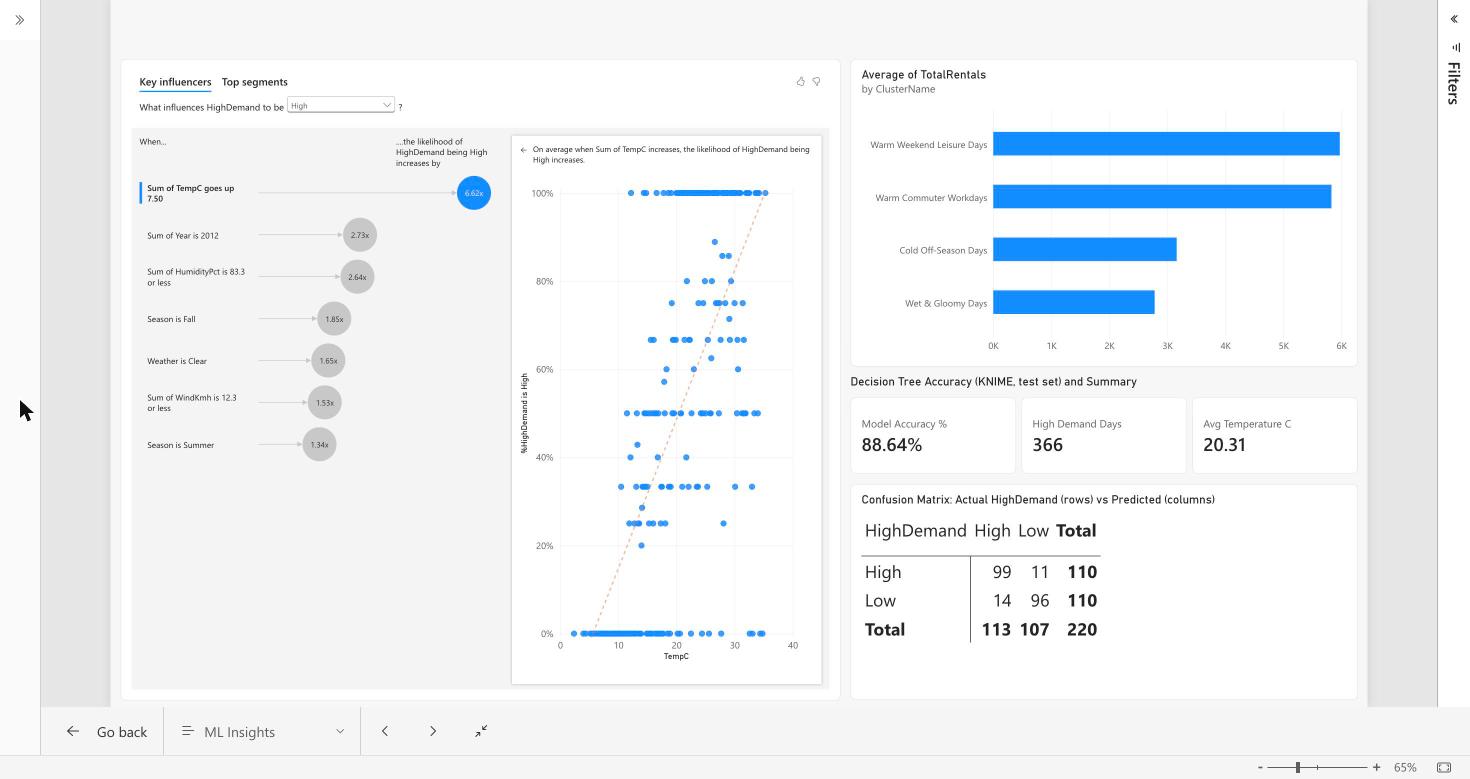 Key influencers Top segments
What influences HighDemand to be High ?
When...
....the likelihood of
HighDemand being High
increases by
Sum of TempC goes up
7.50
6.62x
Sum of Year is 2012
2.73x
Sum of HumidityPct is 83.3
or less
2.64x
Season is Fall
1.85x
Weather is Clear
1.65x
Sum of WindKmh is 12.3
or less
1.53x
Season is Summer
1.34x
On average when Sum of TempC increases, the likelihood of HighDemand being
High increases.
%HighDemand is High
100%
80%
60%
40%
20%
0%
0 10 20 30 40
TempC
Average of TotalRentals
by ClusterName
Warm Weekend Leisure Days
Warm Commuter Workdays
Cold Off-Season Days
Wet & Gloomy Days
0K 1K 2K 3K 4K 5K 6K
Decision Tree Accuracy (KNIME, test set) and Summary
Model Accuracy %
88.64%
High Demand Days
366
Avg Temperature C
20.31
Confusion Matrix: Actual HighDemand (rows) vs Predicted (columns)
HighDemand High Low Total
High 99 11 110
Low 14 96 110
Total 113 107 220
Filters
Go back
ML Insights
- + 65%